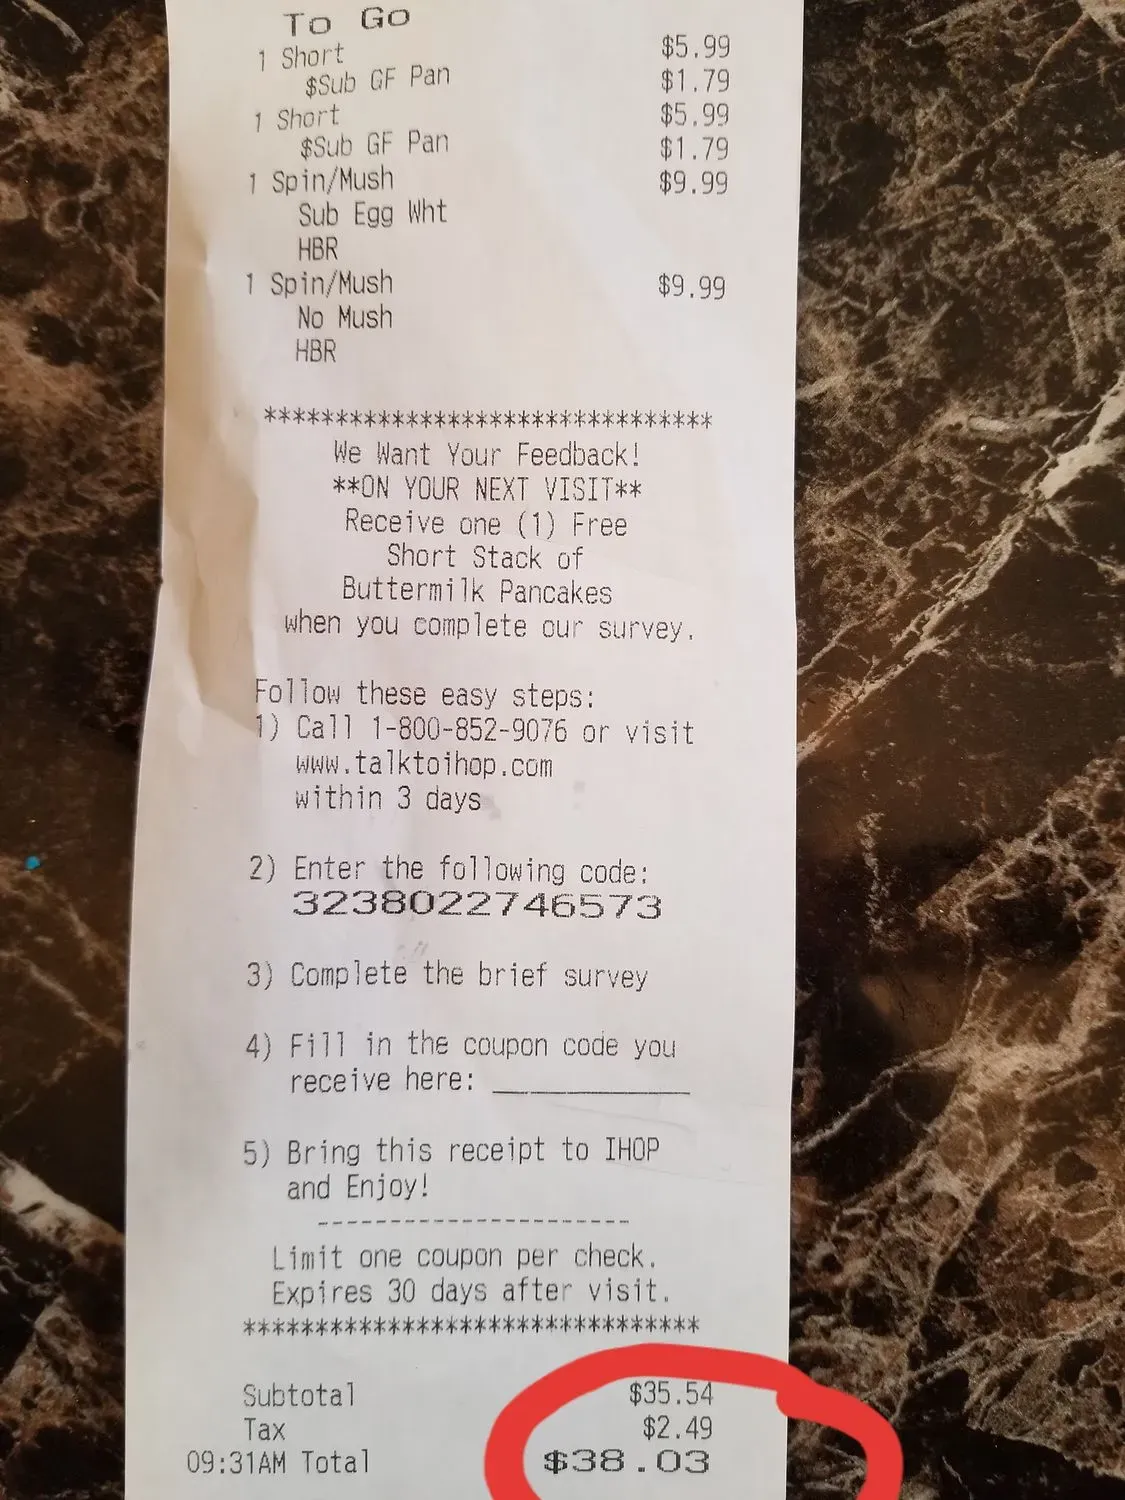 To Go
1 Short $5.99
$Sub GF Pan $1.79
1 Short $5.99
$Sub GF Pan $1.79
1 Spin/Mush $9.99
Sub Egg Wht
HBR
1 Spin/Mush $9.99
No Mush
HBR
********************************
We Want Your Feedback!
**ON YOUR NEXT VISIT**
Receive one (1) Free
Short Stack of
Buttermilk Pancakes
when you complete our survey.
Follow these easy steps:
1) Call 1-800-852-9076 or visit
www.talktoihop.com
within 3 days
2) Enter the following code:
3238022746573
3) Complete the brief survey
4) Fill in the coupon code you
receive here: ______________
5) Bring this receipt to IHOP
and Enjoy!
----------------------
Limit one coupon per check.
Expires 30 days after visit.
********************************
Subtotal $35.54
Tax $2.49
09:31AM Total $38.03